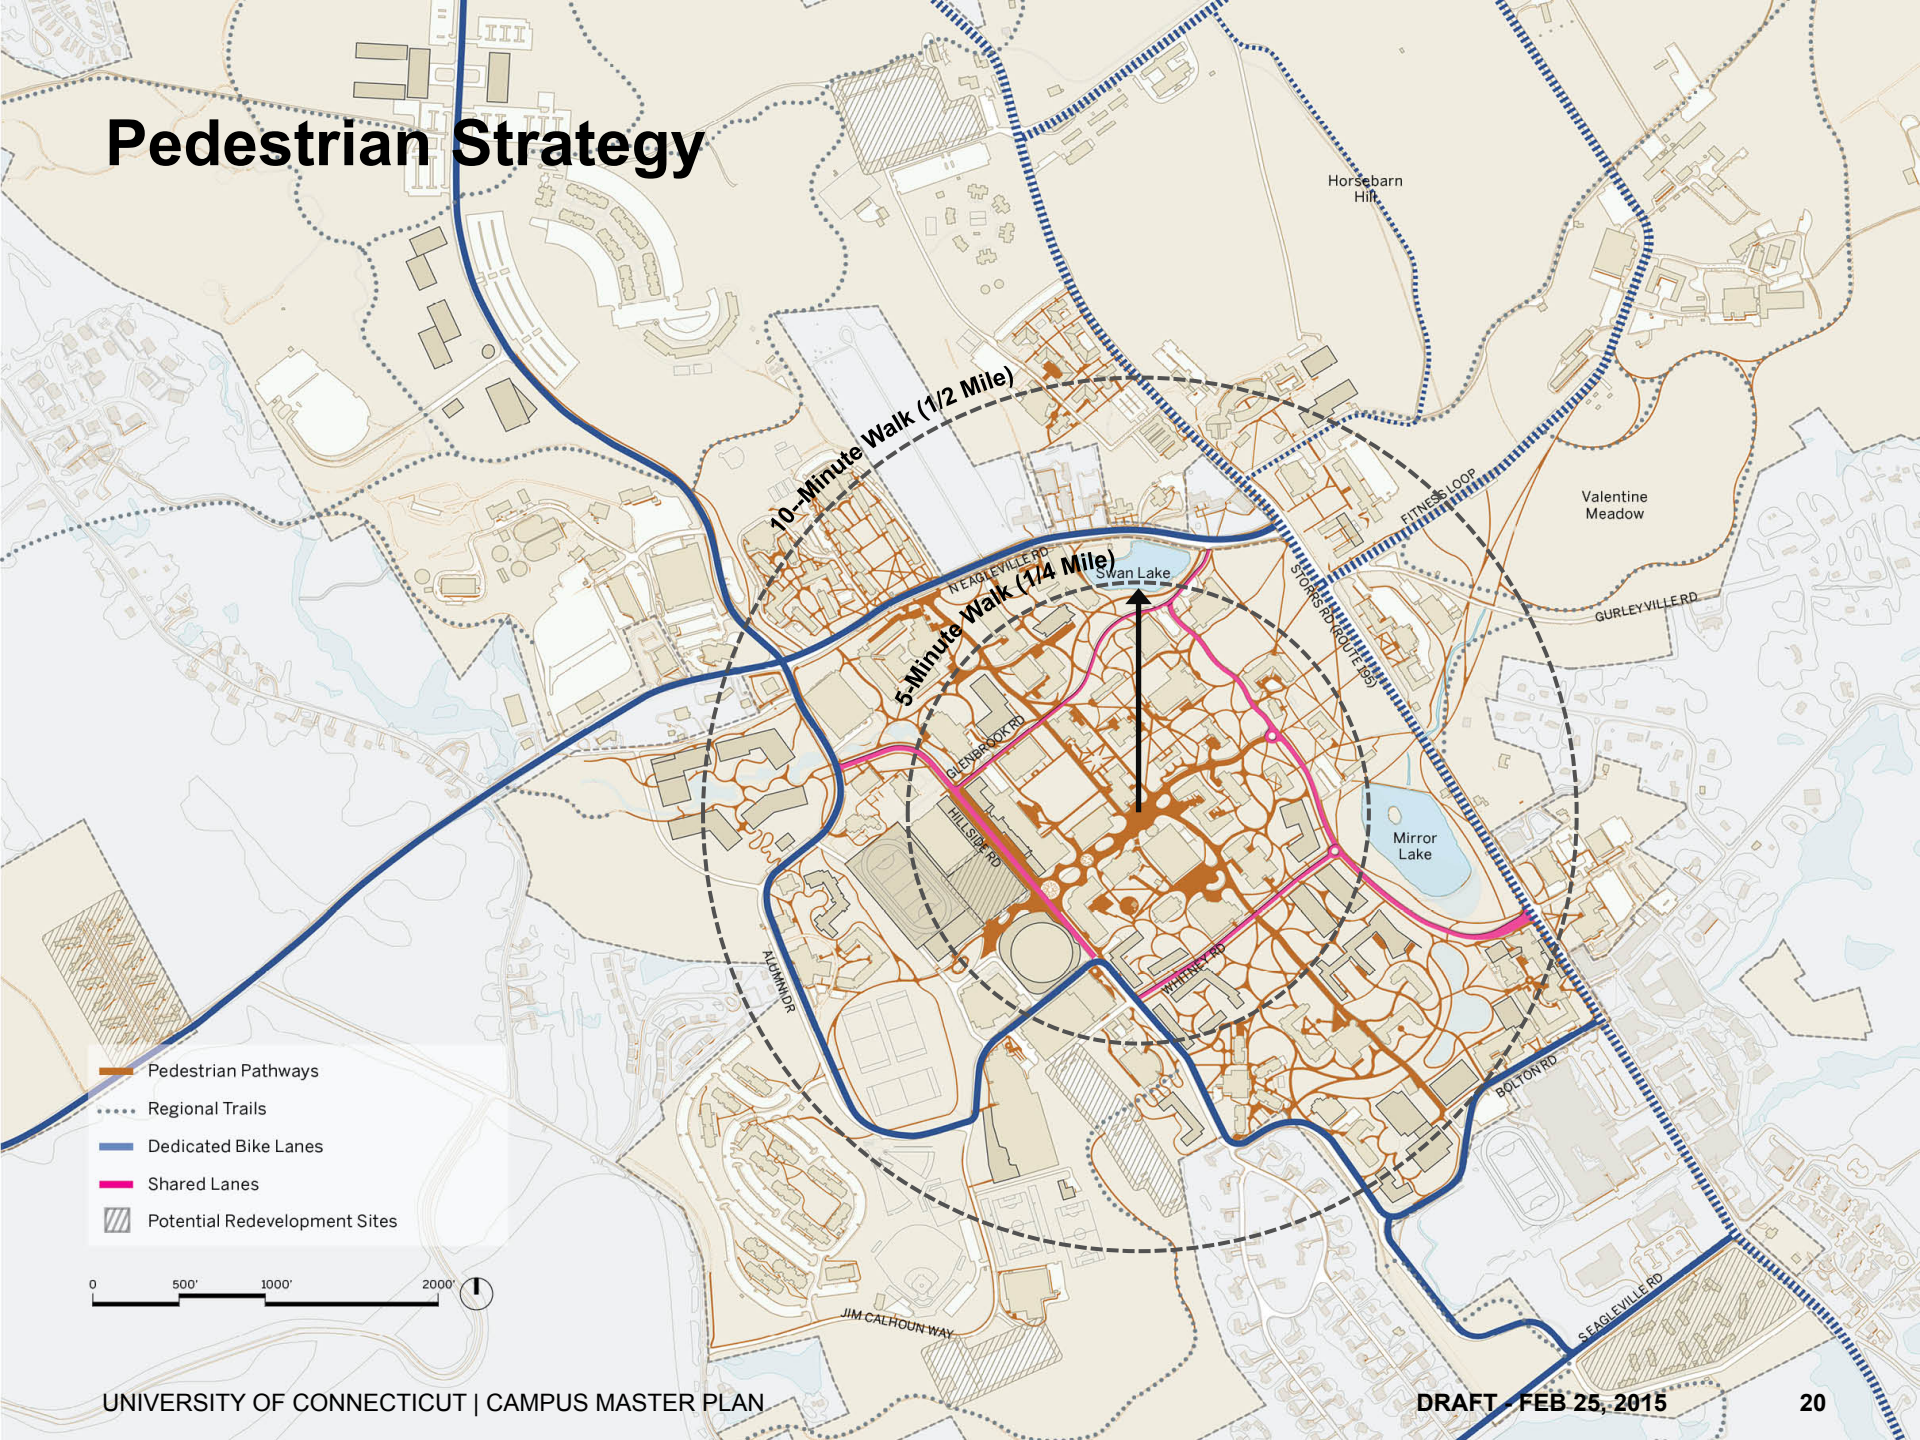 Pedestrian Strategy
Horsebarn
Hill
10--Minute Walk (1/2 Mile)
FITNESS LOOP
Valentine
Meadow
N EAGLEVILLE RD
5-Minute Walk (1/4 Mile)
Swan Lake
STORRS RD (ROUTE 195)
GURLEYVILLE RD
GLENBROOK RD
HILLSIDE RD
Mirror
Lake
ALUMNI DR
WHITNEY RD
BOLTON RD
Pedestrian Pathways
Regional Trails
Dedicated Bike Lanes
Shared Lanes
Potential Redevelopment Sites
0 500' 1000' 2000'
S EAGLEVILLE RD
JIM CALHOUN WAY
UNIVERSITY OF CONNECTICUT | CAMPUS MASTER PLAN
DRAFT - FEB 25, 2015
20